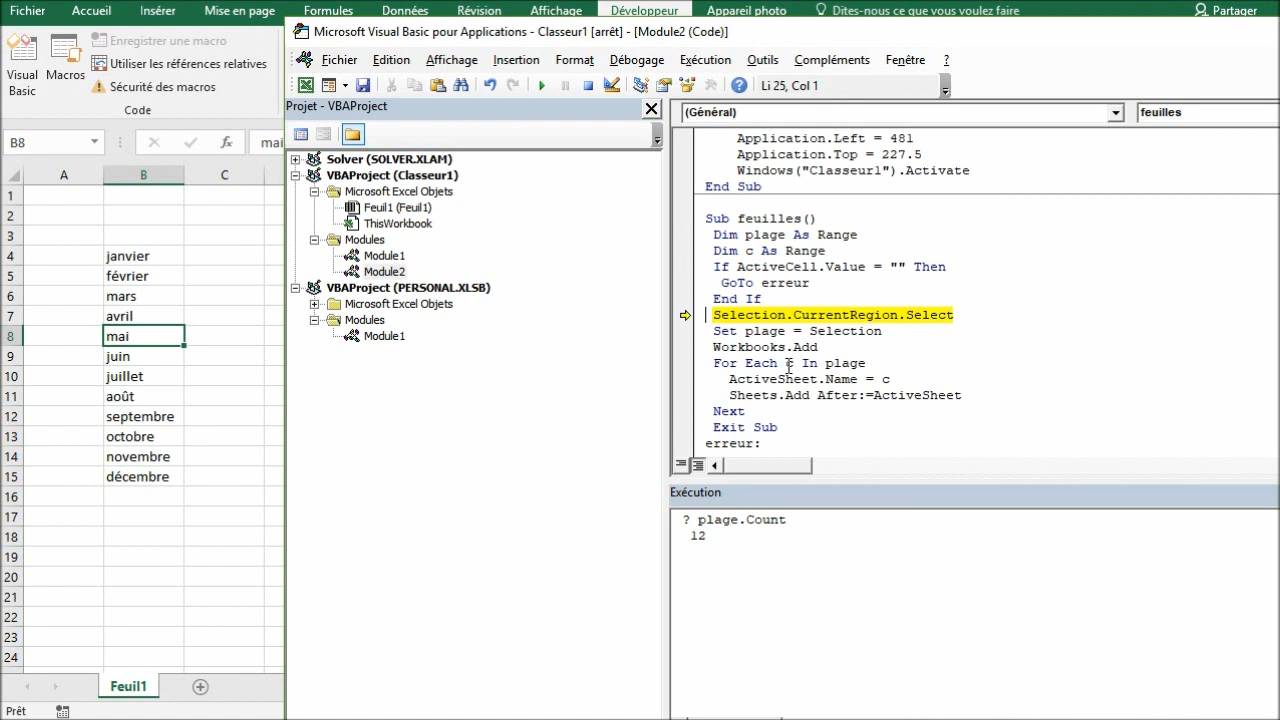 Fichier Accueil Insérer Mise en page Formules Données Révision Affichage Développeur Appareil photo Dites-nous ce que vous voulez faire Partager
Visual Basic
Macros
Enregistrer une macro
Utiliser les références relatives
Sécurité des macros
Code
B8
fx
mai
A B C
1
2
3
4 janvier
5 février
6 mars
7 avril
8 mai
9 juin
10 juillet
11 août
12 septembre
13 octobre
14 novembre
15 décembre
16
17
18
19
20
21
22
23
24
Feuil1
Prêt
Microsoft Visual Basic pour Applications - Classeur1 [arrêt] - [Module2 (Code)]
Fichier Edition Affichage Insertion Format Débogage Exécution Outils Compléments Fenêtre ?
Li 25, Col 1
Projet - VBAProject
Solver (SOLVER.XLAM)
VBAProject (Classeur1)
Microsoft Excel Objets
Feuil1 (Feuil1)
ThisWorkbook
Modules
Module1
Module2
VBAProject (PERSONAL.XLSB)
Microsoft Excel Objets
Modules
Module1
(Général)
feuilles
Application.Left = 481
Application.Top = 227.5
Windows("Classeur1").Activate
End Sub
Sub feuilles()
Dim plage As Range
Dim c As Range
If ActiveCell.Value = "" Then
GoTo erreur
End If
Selection.CurrentRegion.Select
Set plage = Selection
Workbooks.Add
For Each c In plage
ActiveSheet.Name = c
Sheets.Add After:=ActiveSheet
Next
Exit Sub
erreur:
Exécution
? plage.Count
12